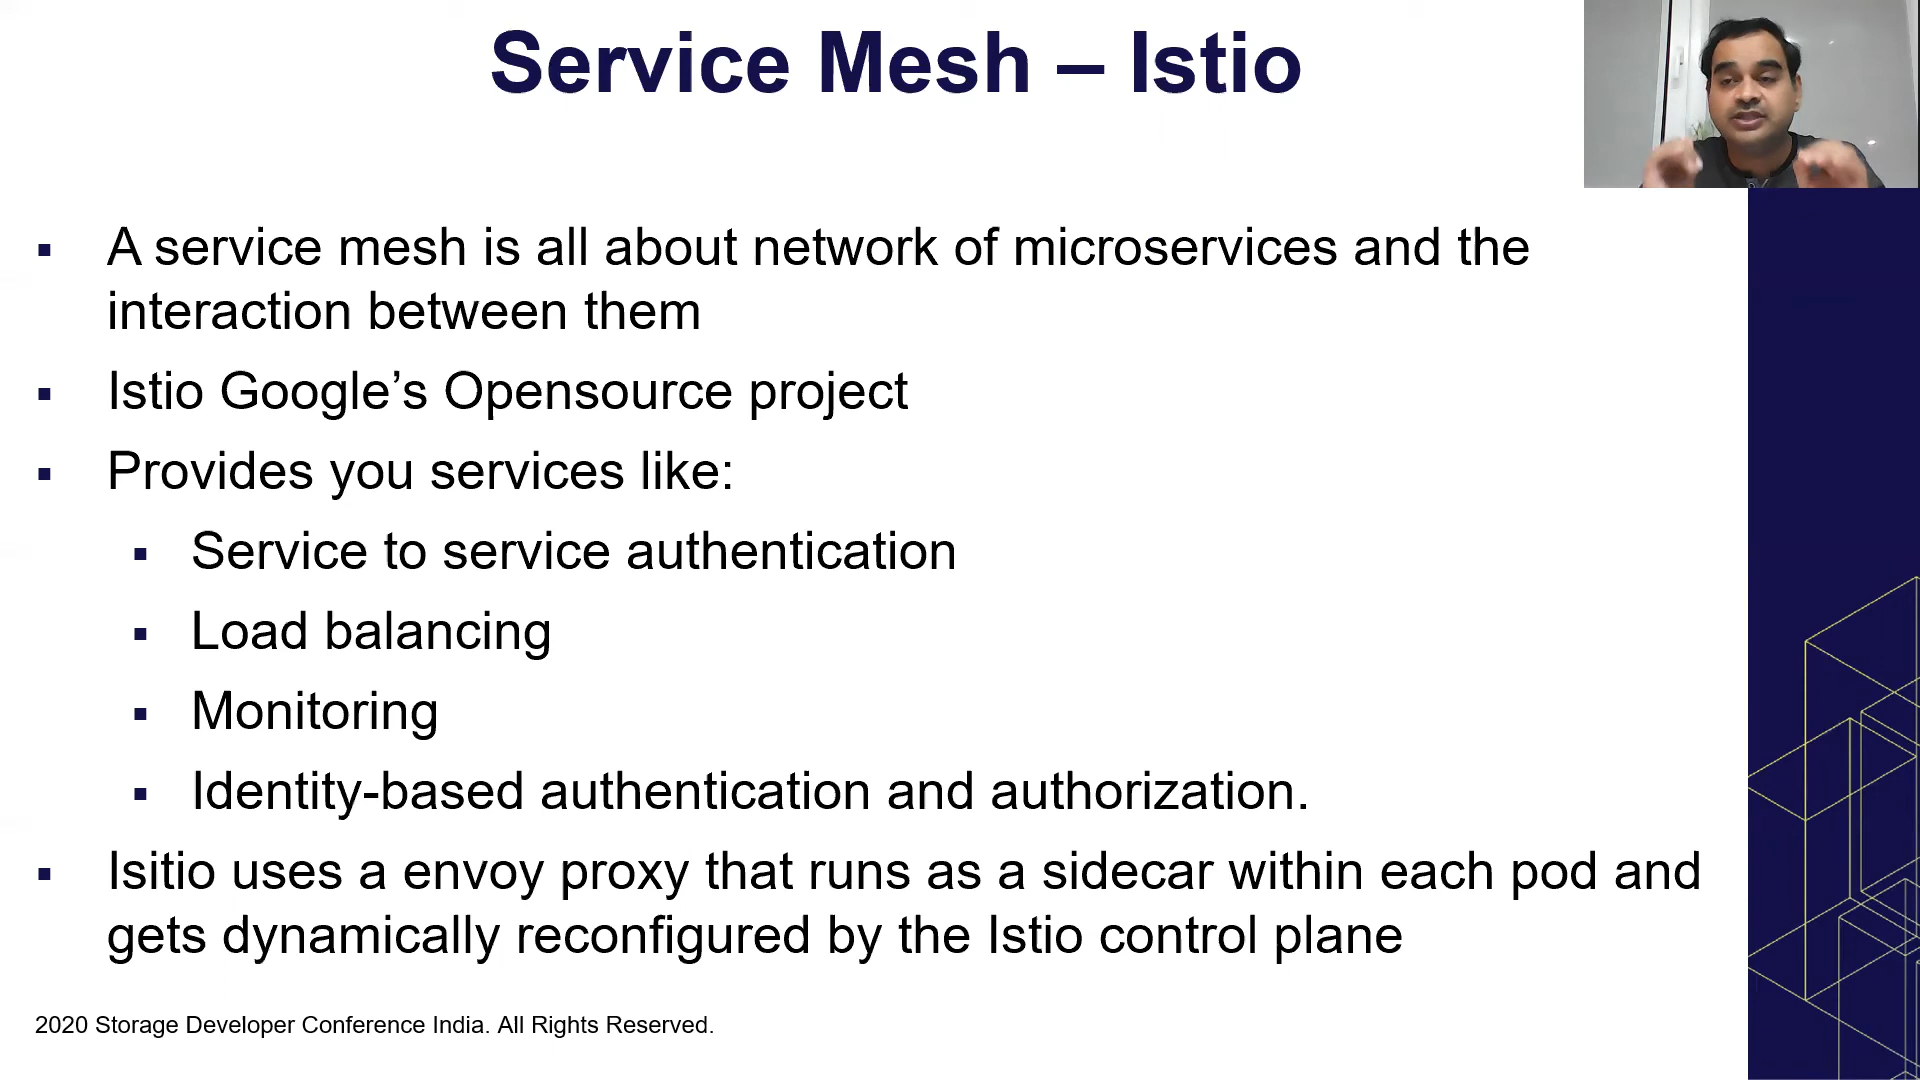 Service Mesh – Istio
▪ A service mesh is all about network of microservices and the
interaction between them
▪ Istio Google’s Opensource project
▪ Provides you services like:
▪ Service to service authentication
▪ Load balancing
▪ Monitoring
▪ Identity-based authentication and authorization.
▪ Isitio uses a envoy proxy that runs as a sidecar within each pod and
gets dynamically reconfigured by the Istio control plane
2020 Storage Developer Conference India. All Rights Reserved.